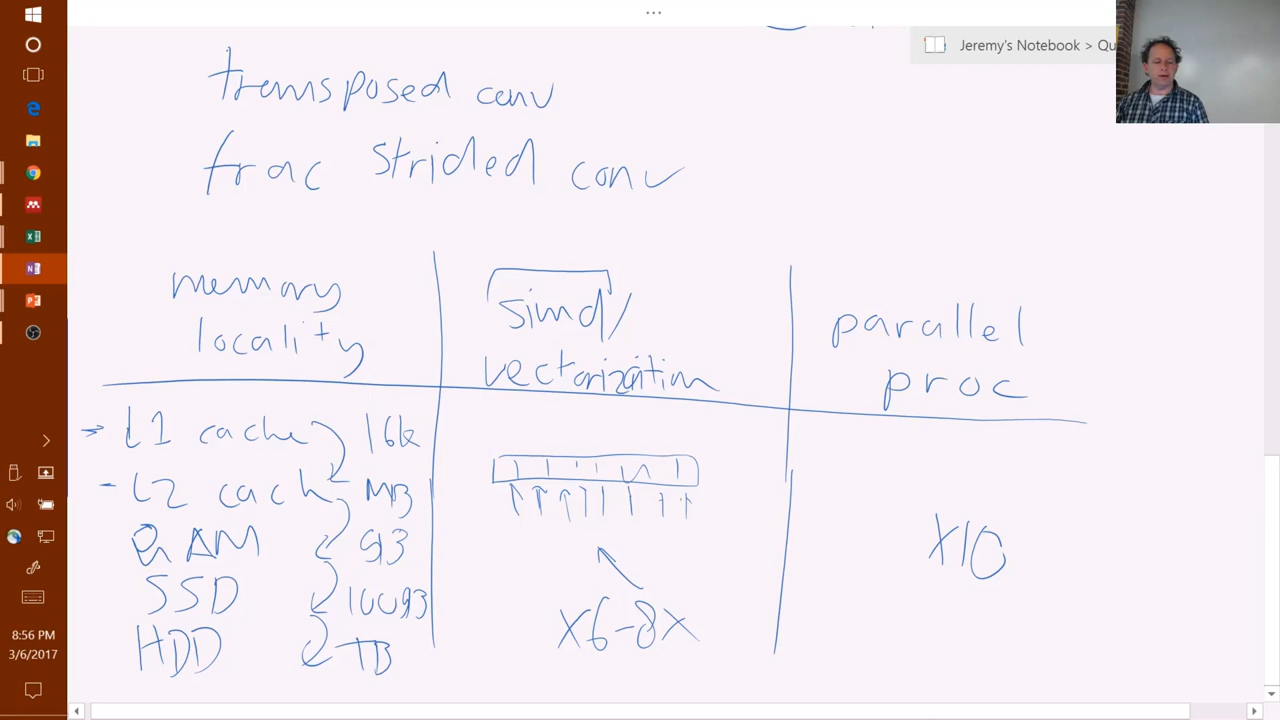 ...
Jeremy's Notebook > Qu
transposed conv
frac strided conv
memory locality
simd/ vectorization
parallel proc
L1 cache 16k
L2 cache MB
RAM GB
SSD 100GB
HDD TB
x6-8x
x10
8:56 PM
3/6/2017